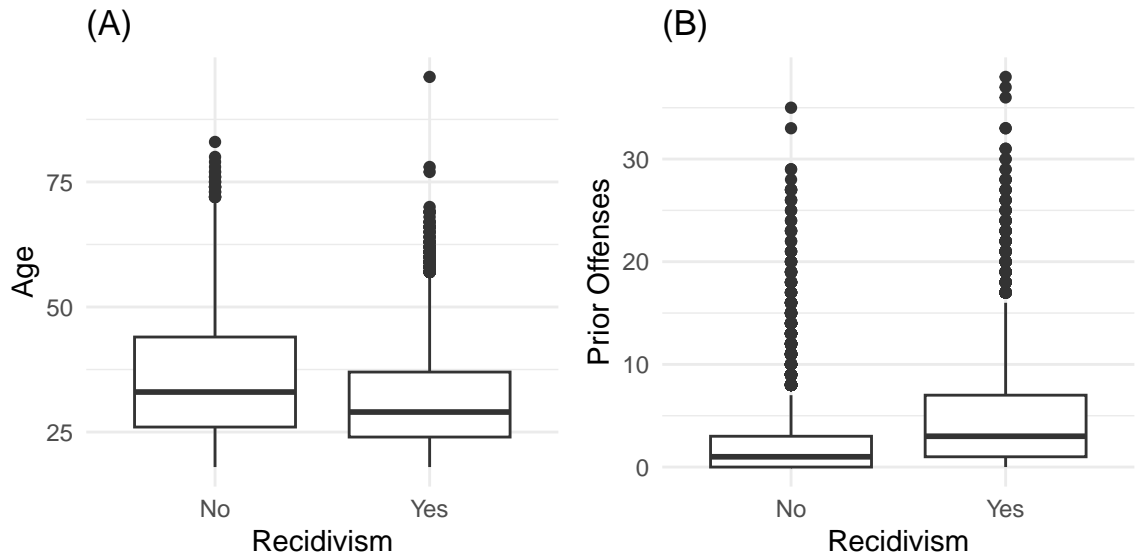 (A)
75
50
25
Age
No
Yes
Recidivism
(B)
30
20
10
0
Prior Offenses
No
Yes
Recidivism